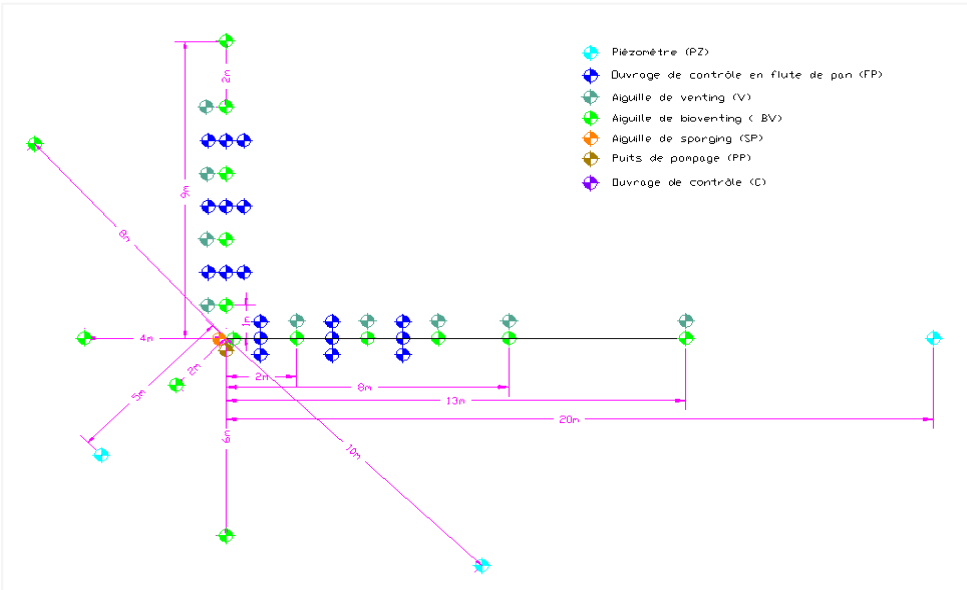 Piézomètre (PZ)
Ouvrage de contrôle en flute de pan (FP)
Aiguille de venting (V)
Aiguille de bioventing ( BV)
Aiguille de sparging (SP)
Puits de pompage (PP)
Ouvrage de contrôle (C)
2m
9m
8m
1m
4m
2m
2m
8m
5m
13m
20m
6m
10m